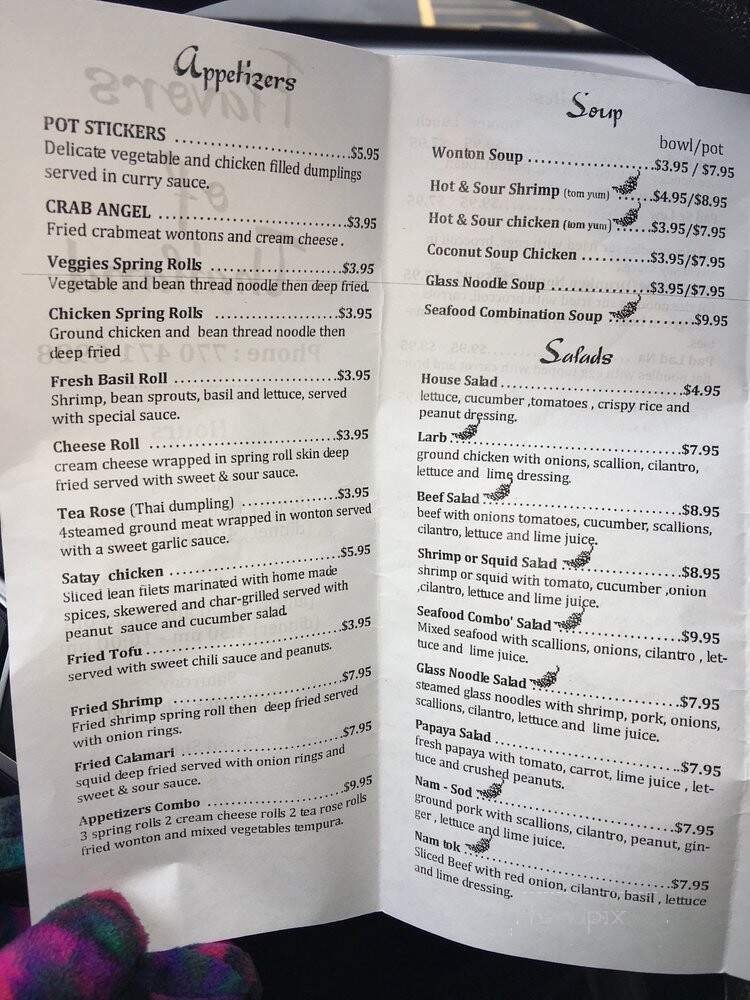 Appetizers
POT STICKERS ..............................$5.95
Delicate vegetable and chicken filled dumplings
served in curry sauce.
CRAB ANGEL ..............................$3.95
Fried crabmeat wontons and cream cheese.
Veggies Spring Rolls ........................$3.95
Vegetable and bean thread noodle then deep fried.
Chicken Spring Rolls ......................$3.95
Ground chicken and bean thread noodle then
deep fried
Fresh Basil Roll ..............................$3.95
Shrimp, bean sprouts, basil and lettuce, served
with special sauce.
Cheese Roll ..............................$3.95
cream cheese wrapped in spring roll skin deep
fried served with sweet & sour sauce.
Tea Rose (Thai dumpling) ....................$3.95
4steamed ground meat wrapped in wonton served
with a sweet garlic sauce.
Satay chicken ..............................$5.95
Sliced lean filets marinated with home made
spices, skewered and char-grilled served with
peanut sauce and cucumber salad.
Fried Tofu ..............................$3.95
served with sweet chili sauce and peanuts.
Fried Shrimp ..............................$7.95
Fried shrimp spring roll then deep fried served
with onion rings.
Fried Calamari ..............................$7.95
squid deep fried served with onion rings and
sweet & sour sauce.
Appetizers Combo ........................$9.95
3 spring rolls 2 cream cheese rolls 2 tea rose rolls
fried wonton and mixed vegetables tempura.
Soup
bowl/pot
Wonton Soup ....................$3.95 / $7.95
Hot & Sour Shrimp (tom yum) ......$4.95/$8.95
Hot & Sour chicken (tom yum) ......$3.95/$7.95
Coconut Soup Chicken ............$3.95/$7.95
Glass Noodle Soup ................$3.95/$7.95
Seafood Combination Soup ..............$9.95
Salads
House Salad ..............................$4.95
lettuce, cucumber ,tomatoes , crispy rice and
peanut dressing.
Larb ..............................$7.95
ground chicken with onions, scallion, cilantro,
lettuce and lime dressing.
Beef Salad ..............................$8.95
beef with onions tomatoes, cucumber, scallions,
cilantro, lettuce and lime juice.
Shrimp or Squid Salad ................$8.95
shrimp or squid with tomato, cucumber ,onion
,cilantro, lettuce and lime juice.
Seafood Combo' Salad ................$9.95
Mixed seafood with scallions, onions, cilantro , let-
tuce and lime juice.
Glass Noodle Salad ....................$7.95
steamed glass noodles with shrimp, pork, onions,
scallions, cilantro, lettuce and lime juice.
Papaya Salad ..............................$7.95
fresh papaya with tomato, carrot, lime juice , let-
tuce and crushed peanuts.
Nam - Sod ..............................$7.95
ground pork with scallions, cilantro, peanut, gin-
ger , lettuce and lime juice.
Nam tok ..............................$7.95
Sliced Beef with red onion, cilantro, basil , lettuce
and lime dressing.